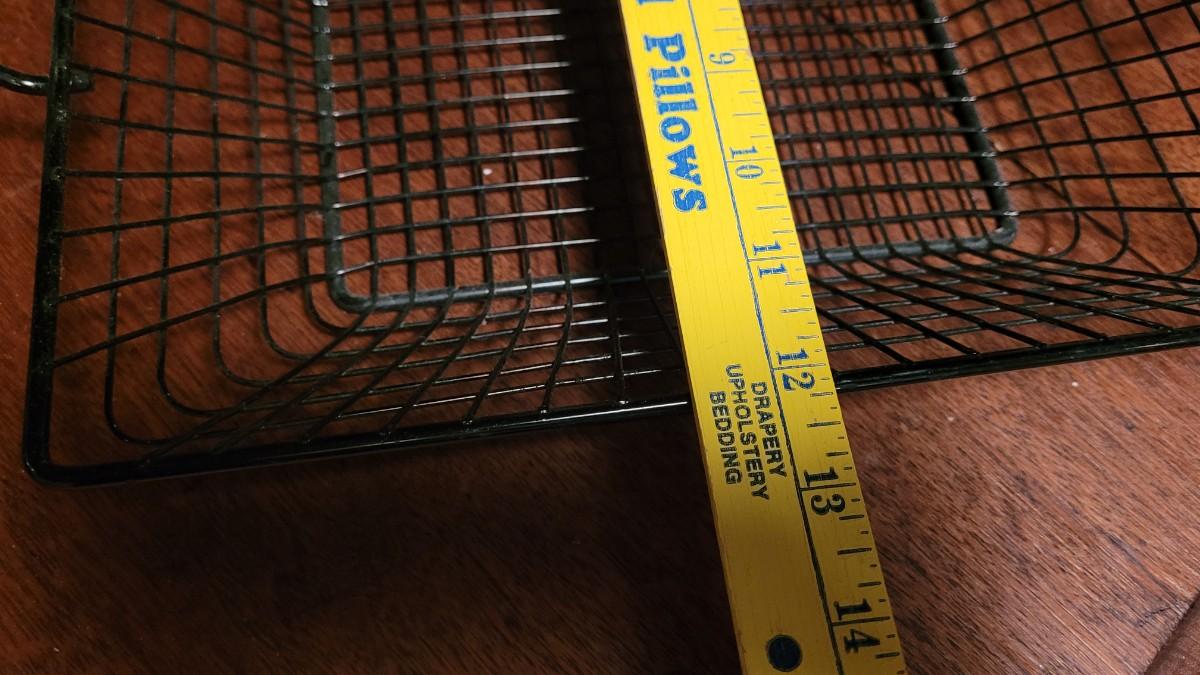 Pillows
DRAPERY
UPHOLSTERY
BEDDING
9
10
11
12
13
14